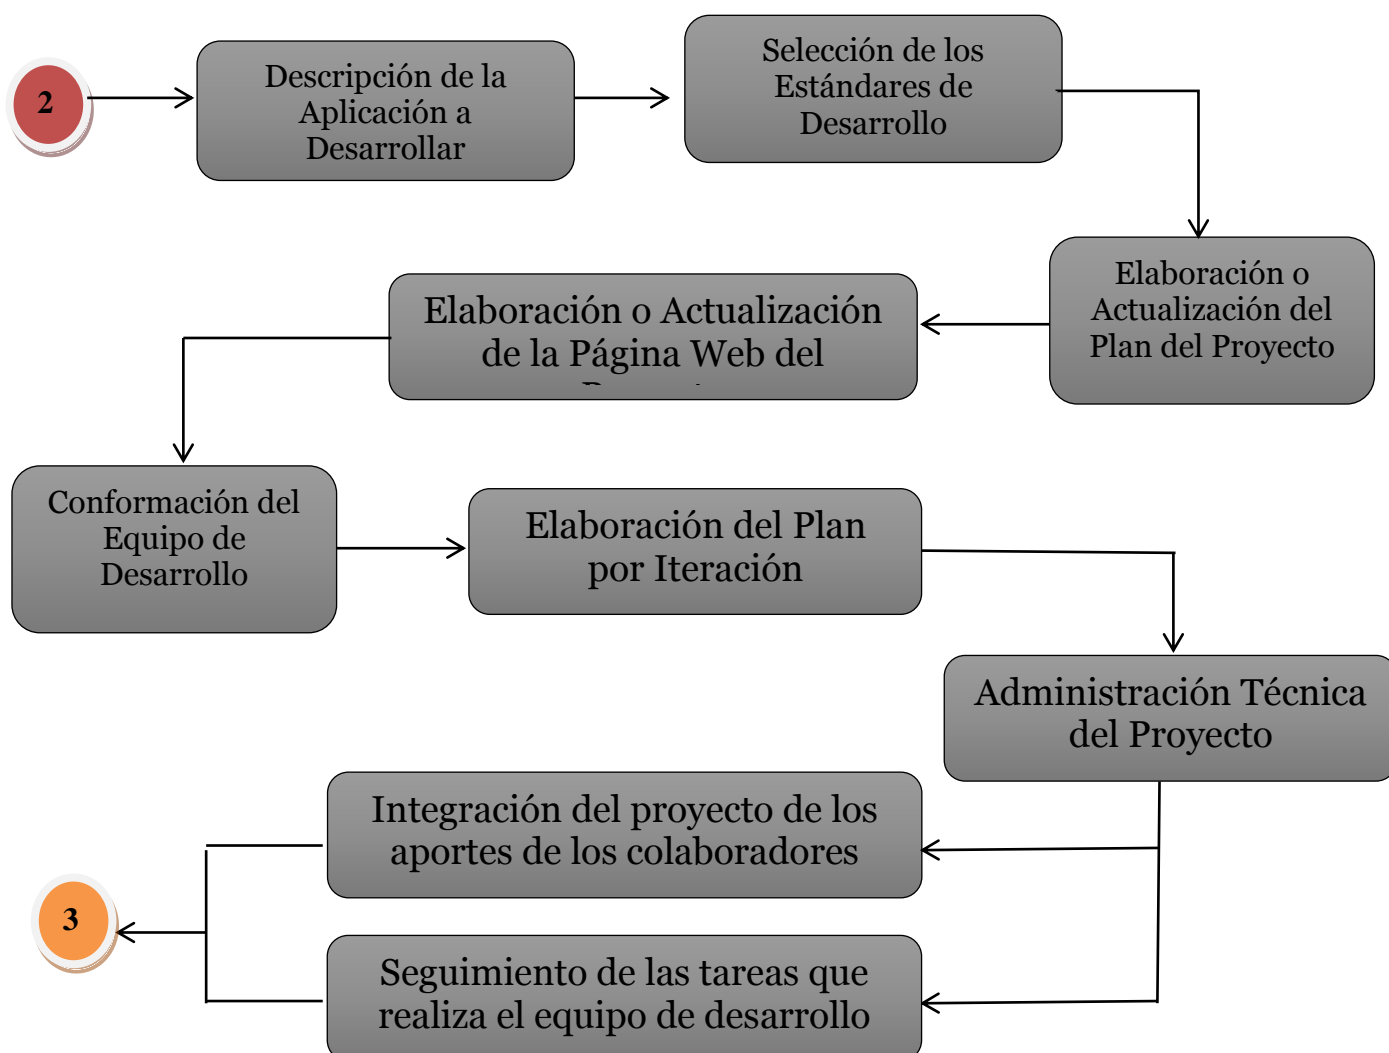 2
Descripción de la
Aplicación a
Desarrollar
Selección de los
Estándares de
Desarrollo
Elaboración o
Actualización del
Plan del Proyecto
Elaboración o Actualización
de la Página Web del
Conformación del
Equipo de
Desarrollo
Elaboración del Plan
por Iteración
Administración Técnica
del Proyecto
Integración del proyecto de los
aportes de los colaboradores
Seguimiento de las tareas que
realiza el equipo de desarrollo
3